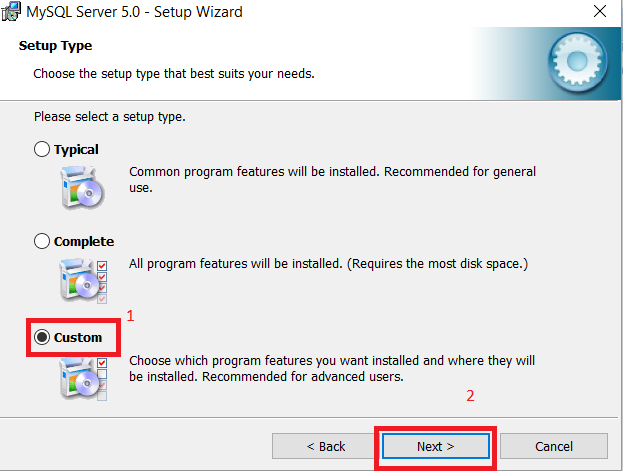 MySQL Server 5.0 - Setup Wizard
Setup Type
Choose the setup type that best suits your needs.
Please select a setup type.
Typical
Common program features will be installed. Recommended for general
use.
Complete
All program features will be installed. (Requires the most disk space.)
1
Custom
Choose which program features you want installed and where they will
be installed. Recommended for advanced users.
2
< Back
Next >
Cancel